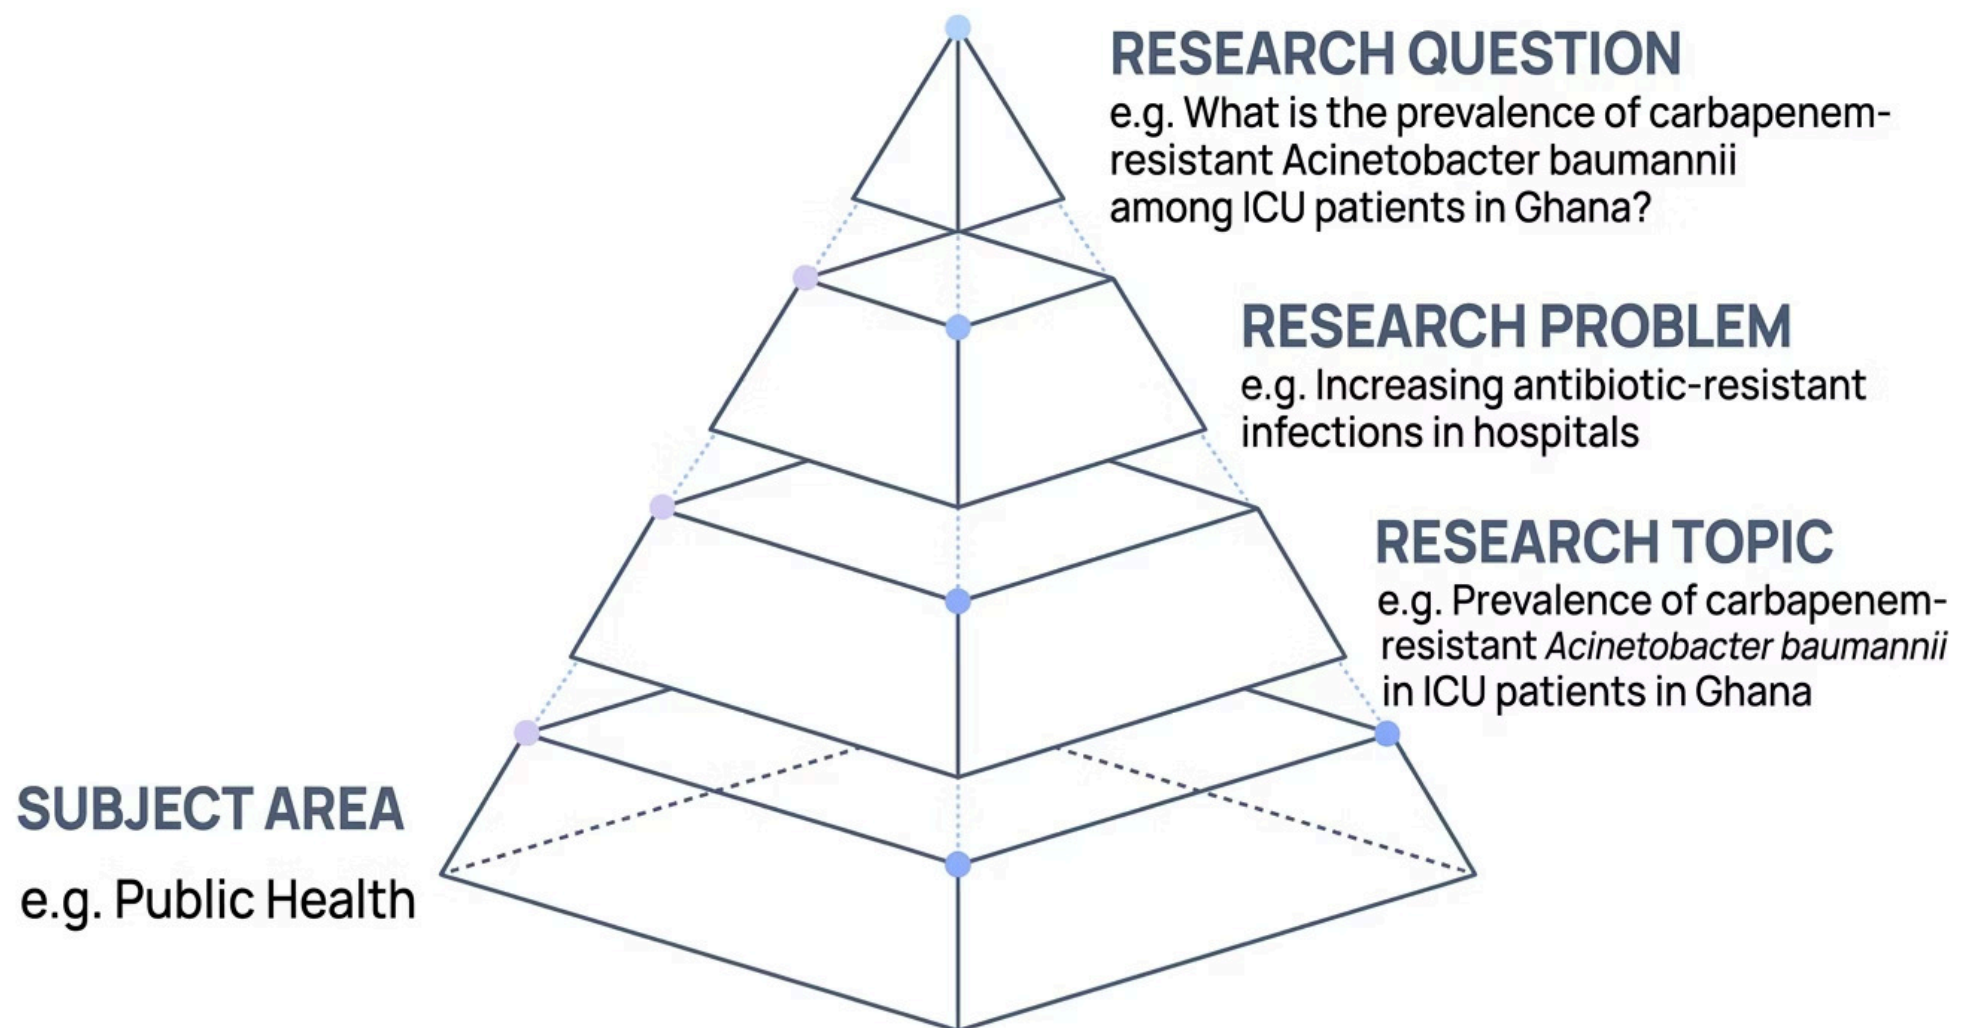 RESEARCH QUESTION
e.g. What is the prevalence of carbapenem-
resistant Acinetobacter baumannii
among ICU patients in Ghana?
RESEARCH PROBLEM
e.g. Increasing antibiotic-resistant
infections in hospitals
RESEARCH TOPIC
e.g. Prevalence of carbapenem-
resistant Acinetobacter baumannii
in ICU patients in Ghana
SUBJECT AREA
e.g. Public Health